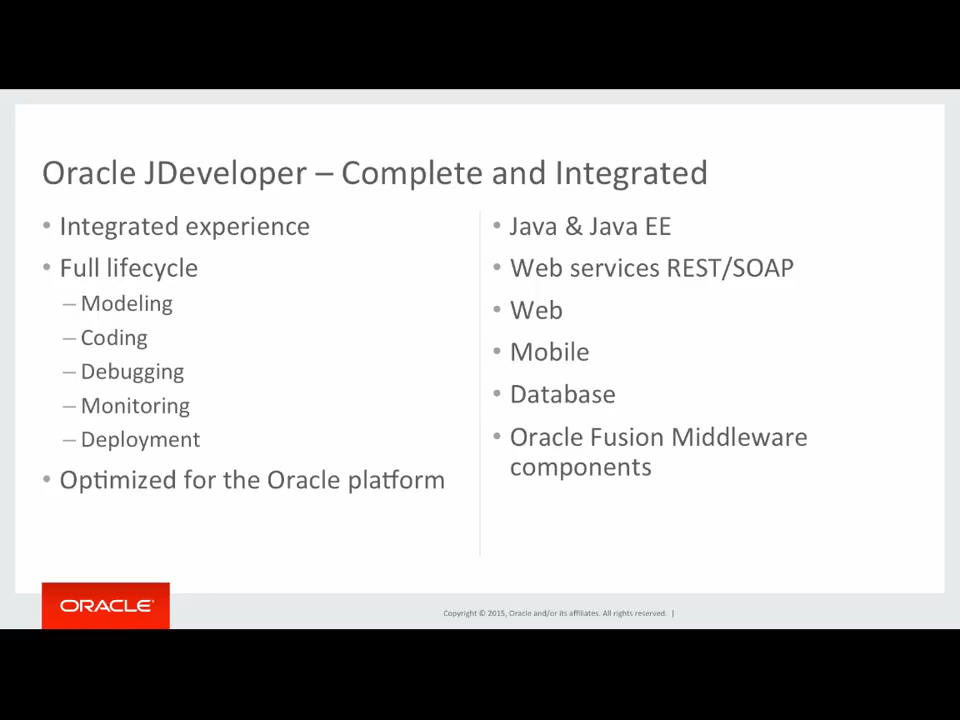 Oracle JDeveloper – Complete and Integrated
• Integrated experience
• Full lifecycle
– Modeling
– Coding
– Debugging
– Monitoring
– Deployment
• Optimized for the Oracle platform
• Java & Java EE
• Web services REST/SOAP
• Web
• Mobile
• Database
• Oracle Fusion Middleware
components
ORACLE®
Copyright © 2015, Oracle and/or its affiliates. All rights reserved. |